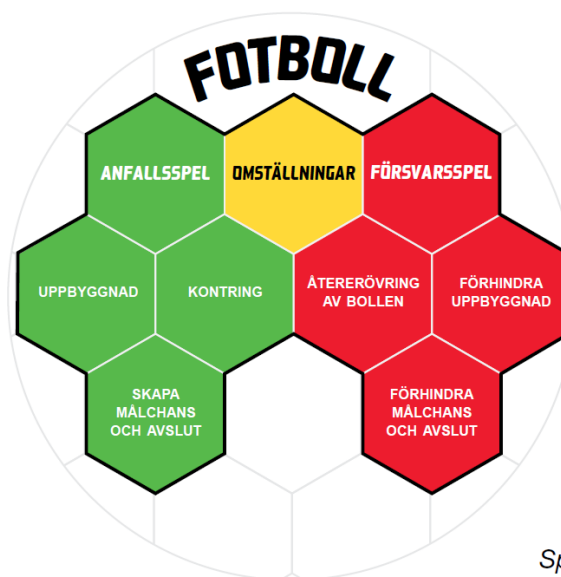 FOTBOLL
ANFALLSSPEL
OMSTÄLLNINGAR
FÖRSVARSSPEL
UPPBYGGNAD
KONTRING
ÅTERERÖVRING
AV BOLLEN
FÖRHINDRA
UPPBYGGNAD
SKAPA
MÅLCHANS
OCH AVSLUT
FÖRHINDRA
MÅLCHANS
OCH AVSLUT